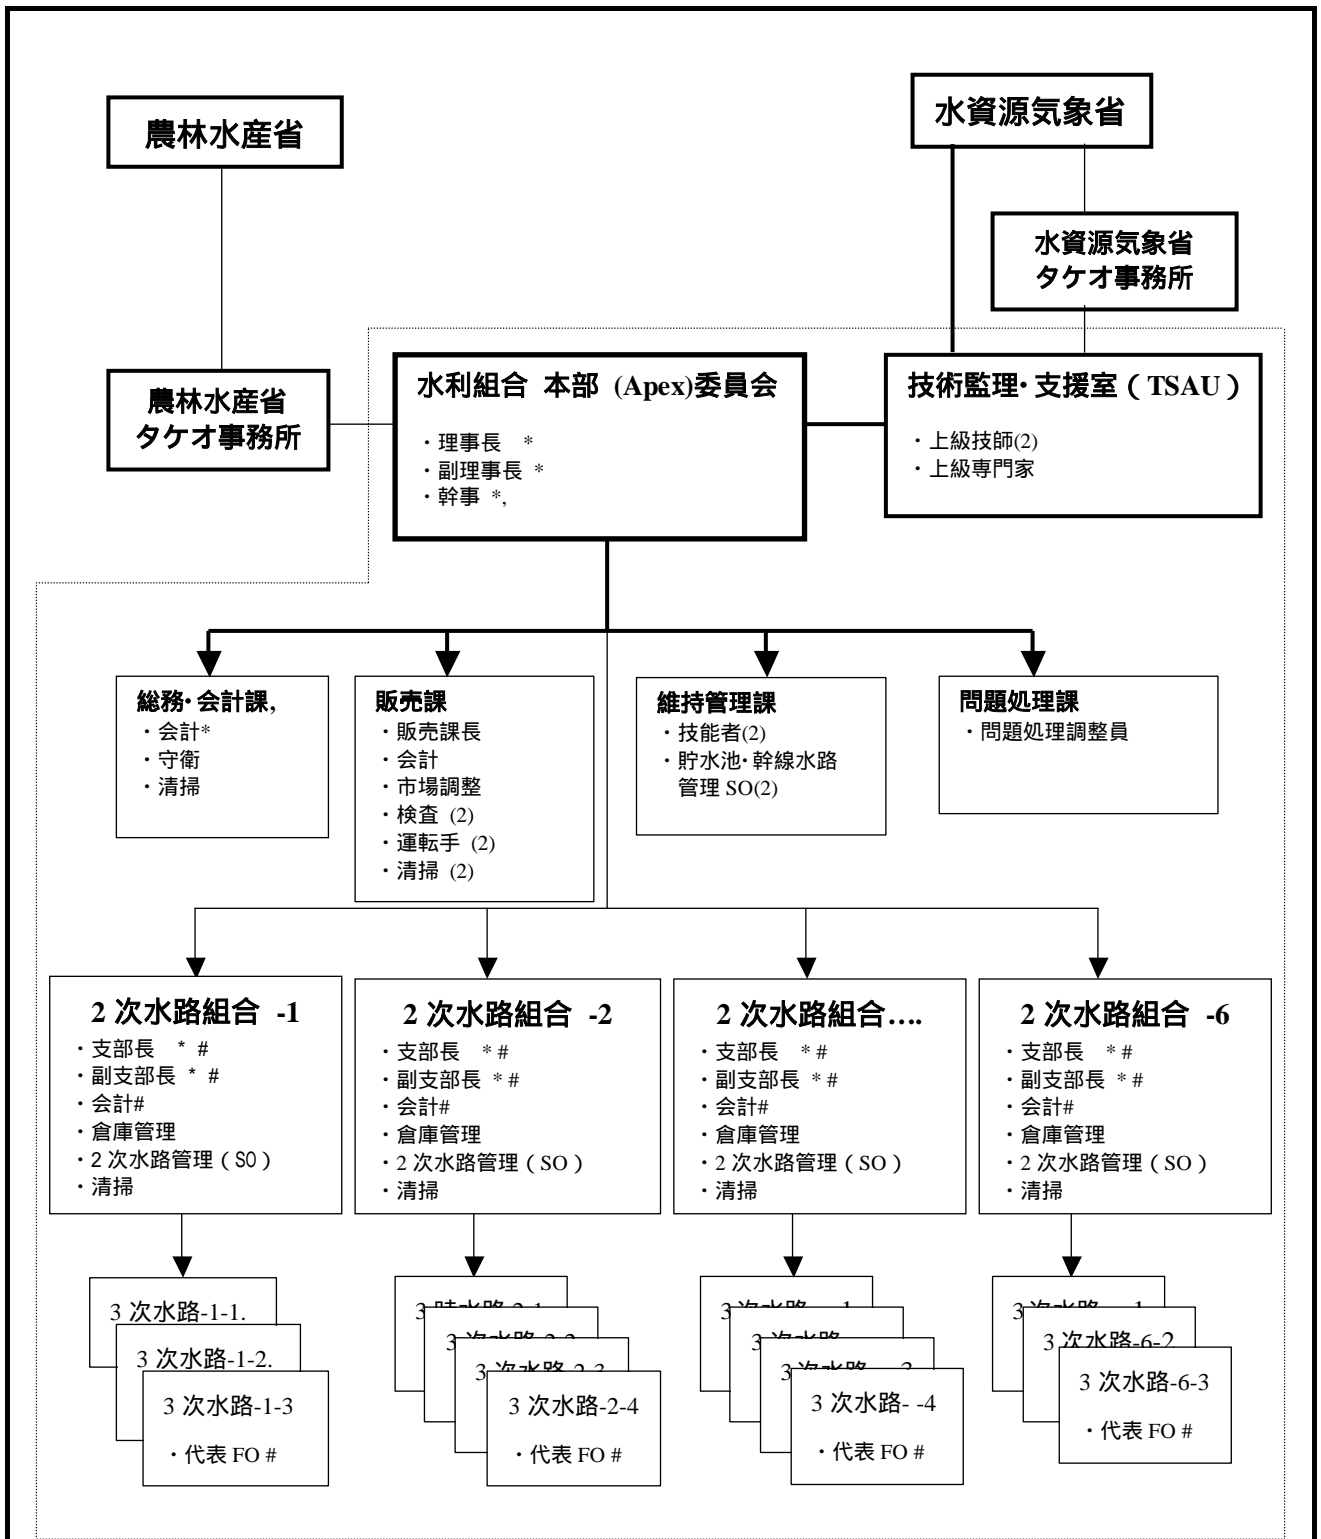 農林水産省
水資源気象省
水資源気象省
タケオ事務所
農林水産省
タケオ事務所
水利組合 本部 (Apex)委員会
・理事長 *
・副理事長 *
・幹事 *,
技術監理・支援室（TSAU）
・上級技師(2)
・上級専門家
総務・会計課,
・会計*
・守衛
・清掃
販売課
・販売課長
・会計
・市場調整
・検査 (2)
・運転手 (2)
・清掃 (2)
維持管理課
・技能者(2)
・貯水池・幹線水路
管理 SO(2)
問題処理課
・問題処理調整員
2 次水路組合 -1
・支部長 * #
・副支部長 * #
・会計#
・倉庫管理
・2 次水路管理（SO）
・清掃
2 次水路組合 -2
・支部長 * #
・副支部長 * #
・会計#
・倉庫管理
・2 次水路管理（SO）
・清掃
2 次水路組合….
・支部長 * #
・副支部長 * #
・会計#
・倉庫管理
・2 次水路管理（SO）
・清掃
2 次水路組合 -6
・支部長 * #
・副支部長 * #
・会計#
・倉庫管理
・2 次水路管理（SO）
・清掃
3 次水路-1-1.
3 次水路-1-2.
3 次水路-1-3
・代表 FO #
3 次水路-2-4
・代表 FO #
3 次水路- -4
・代表 FO #
3 次水路-6-2
3 次水路-6-3
・代表 FO #